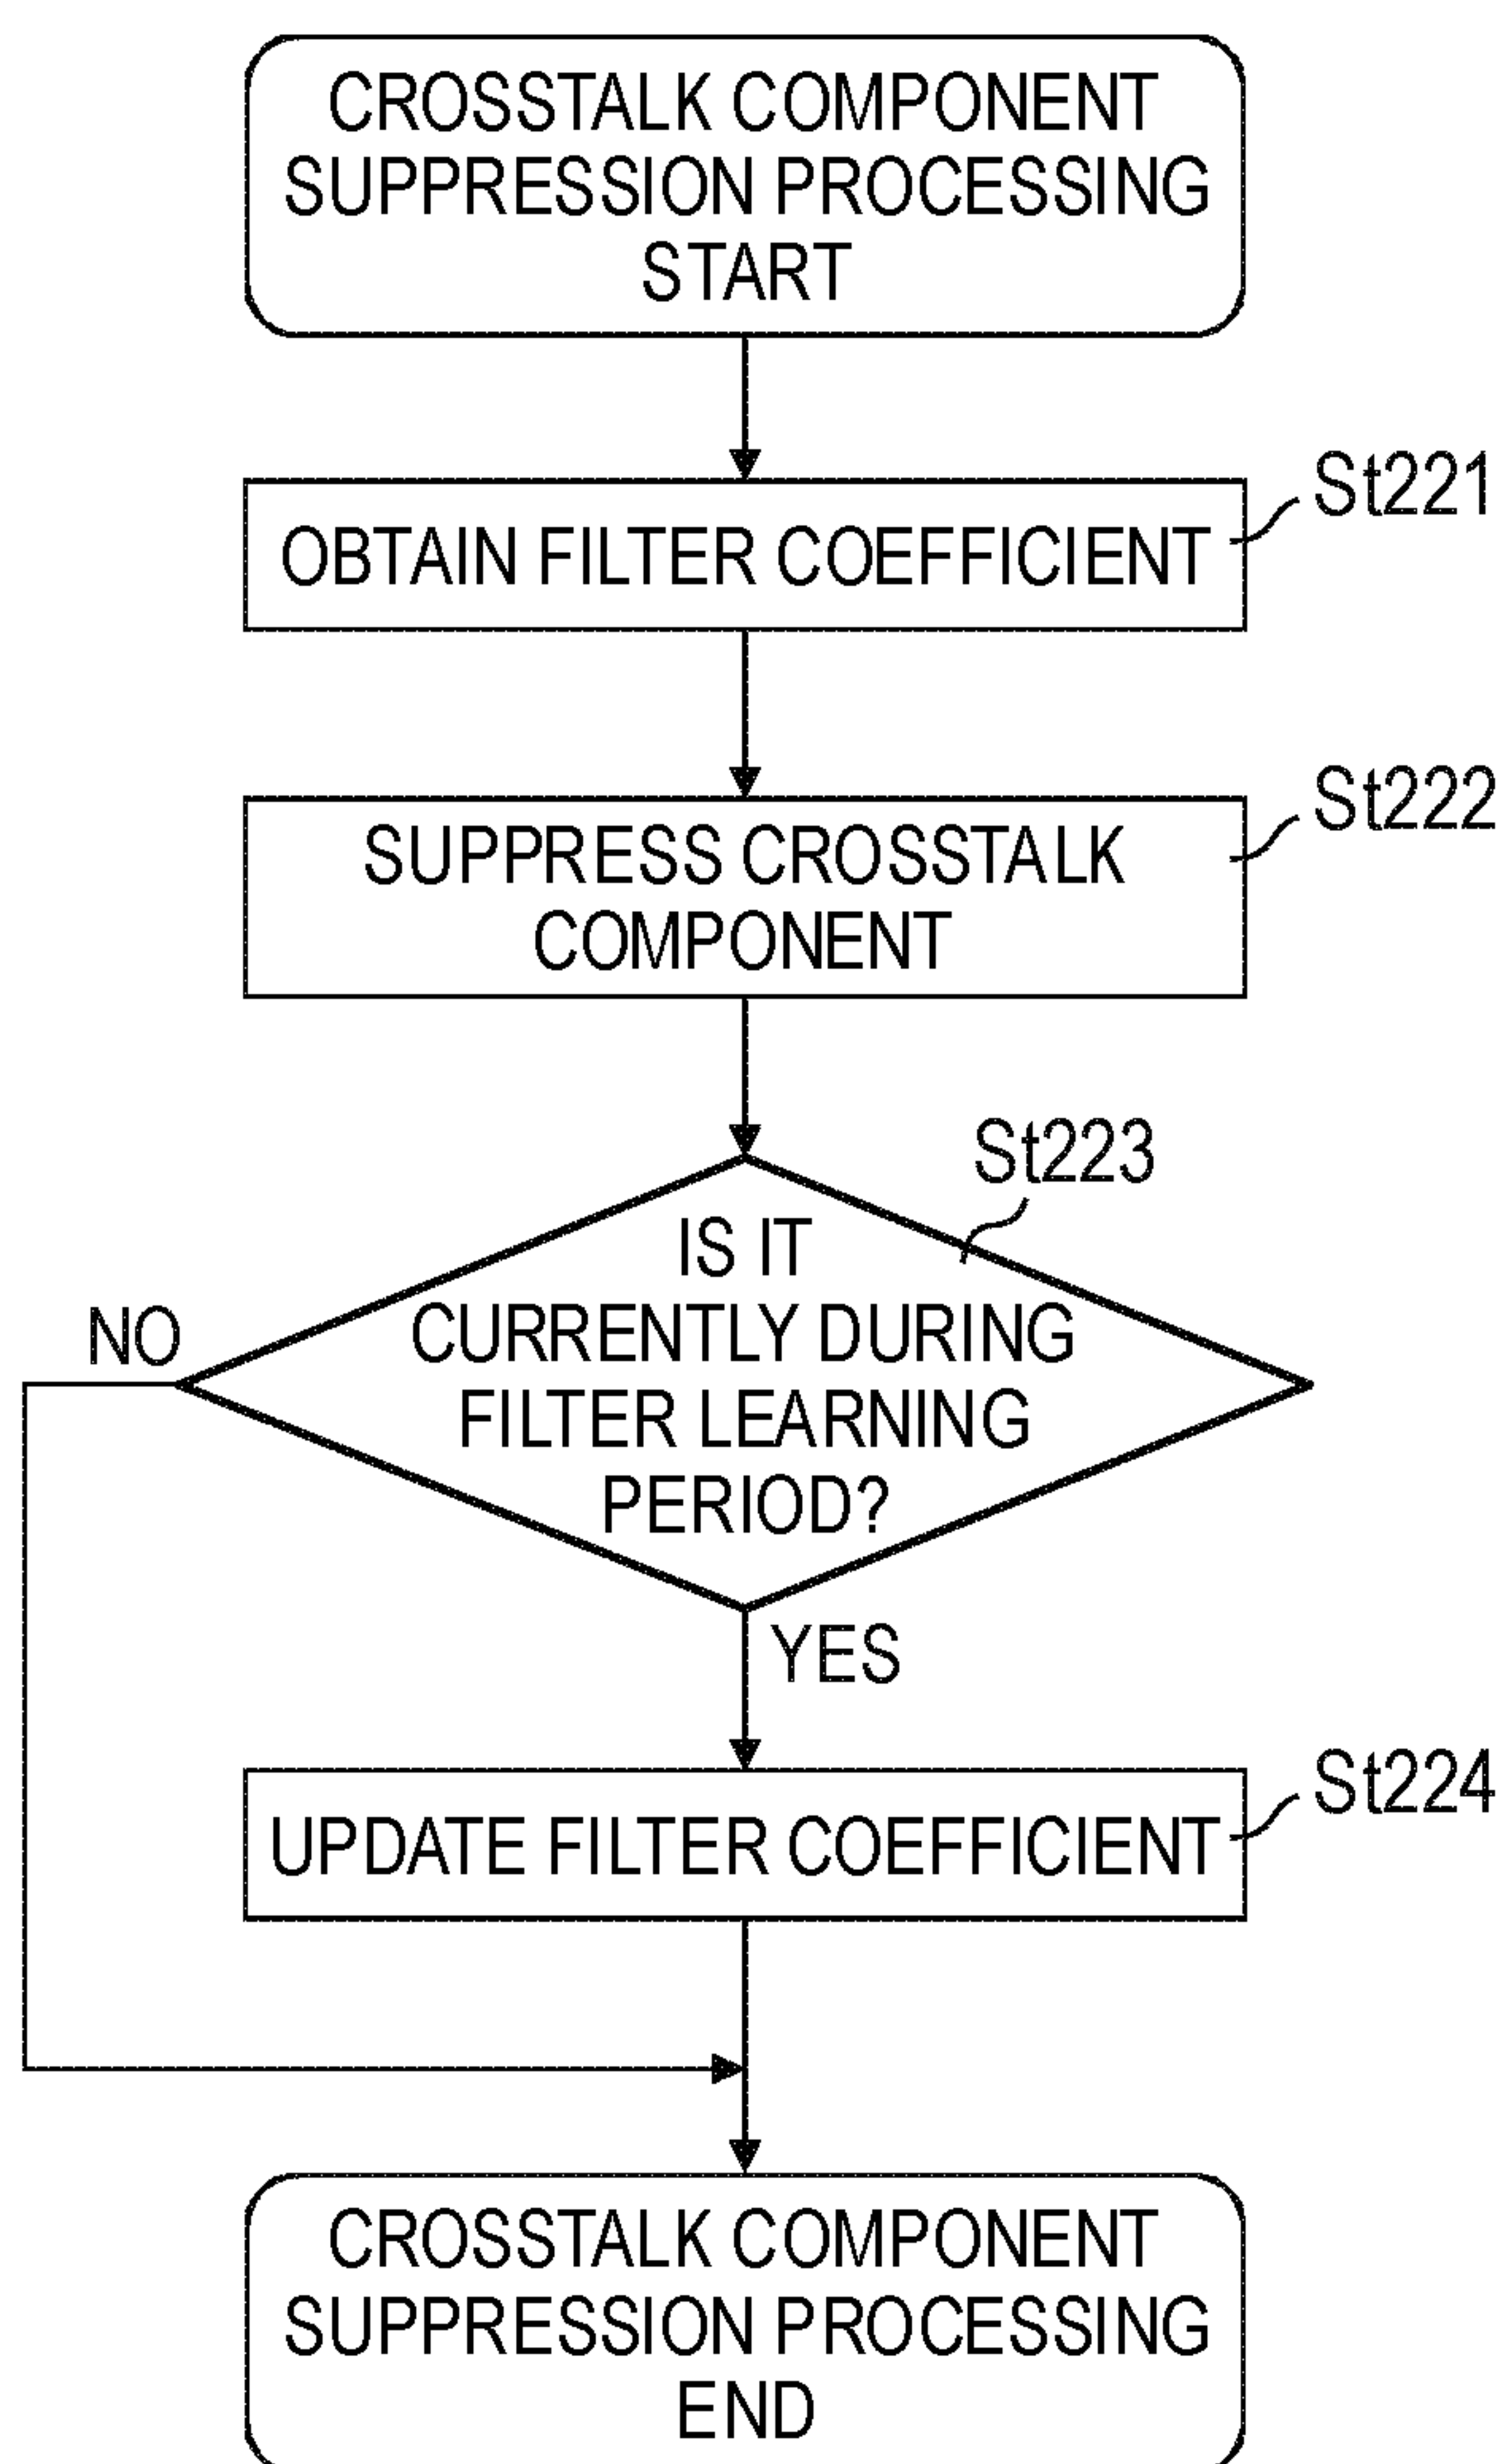 CROSSTALK COMPONENT
SUPPRESSION PROCESSING
START
St221
OBTAIN FILTER COEFFICIENT
St222
SUPPRESS CROSSTALK
COMPONENT
St223
IS IT
CURRENTLY DURING
FILTER LEARNING
PERIOD?
NO
YES
St224
UPDATE FILTER COEFFICIENT
CROSSTALK COMPONENT
SUPPRESSION PROCESSING
END